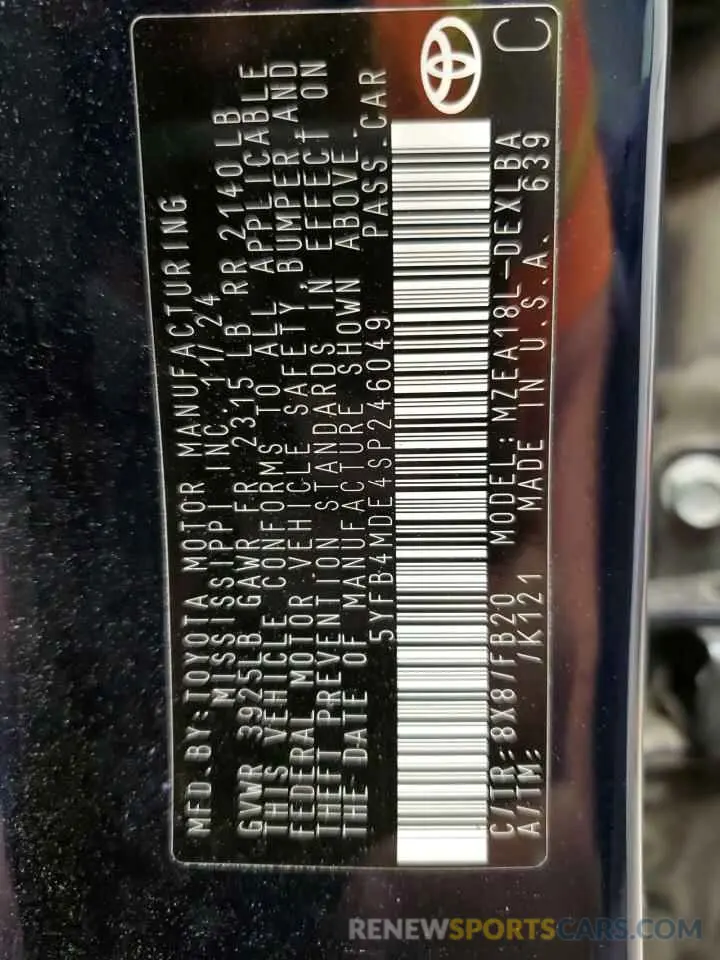 MFD.BY:TOYOTA MOTOR MANUFACTURING
MISSISSIPPI INC. 11/24
GVWR 3925LB GAWR FR 2315 LB RR 2140LB
THIS VEHICLE CONFORMS TO ALL APPLICABLE
FEDERAL MOTOR VEHICLE SAFETY, BUMPER, AND
THEFT PREVENTION STANDARDS IN EFFECT ON
THE DATE OF MANUFACTURE SHOWN ABOVE.
5YFB4MDE4SP246049 PASS.CAR
C/TR:8X8/FB20 MODEL:MZEA18L-DEXLBA
A/TM: /K121 MADE IN U.S.A. 639
C
RENEWSPORTSCARS.COM